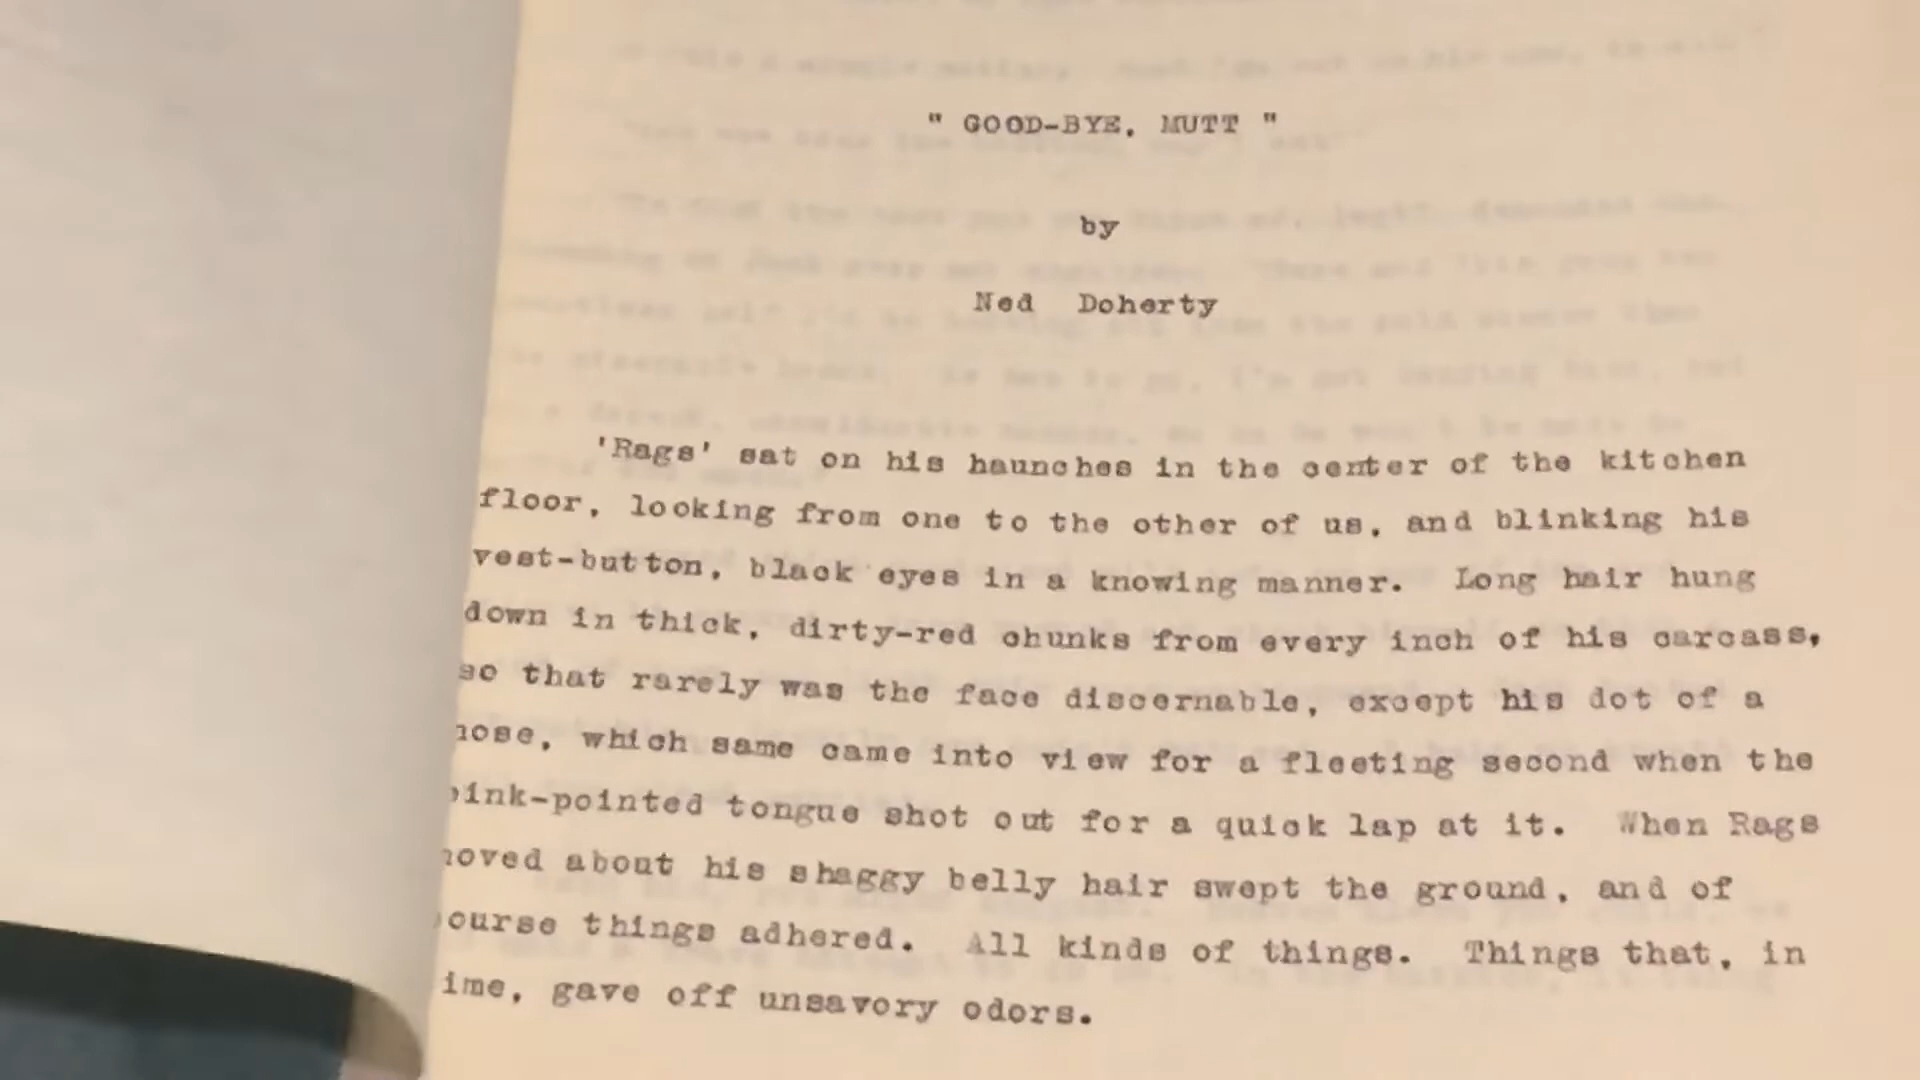 " GOOD-BYE, MUTT "
by
Ned Doherty
'Rags' sat on his haunches in the center of the kitchen
floor, looking from one to the other of us, and blinking his
vest-button, black eyes in a knowing manner. Long hair hung
down in thick, dirty-red chunks from every inch of his carcass,
so that rarely was the face discernable, except his dot of a
nose, which same came into view for a fleeting second when the
pink-pointed tongue shot out for a quick lap at it. When Rags
moved about his shaggy belly hair swept the ground, and of
course things adhered. All kinds of things. Things that, in
time, gave off unsavory odors.